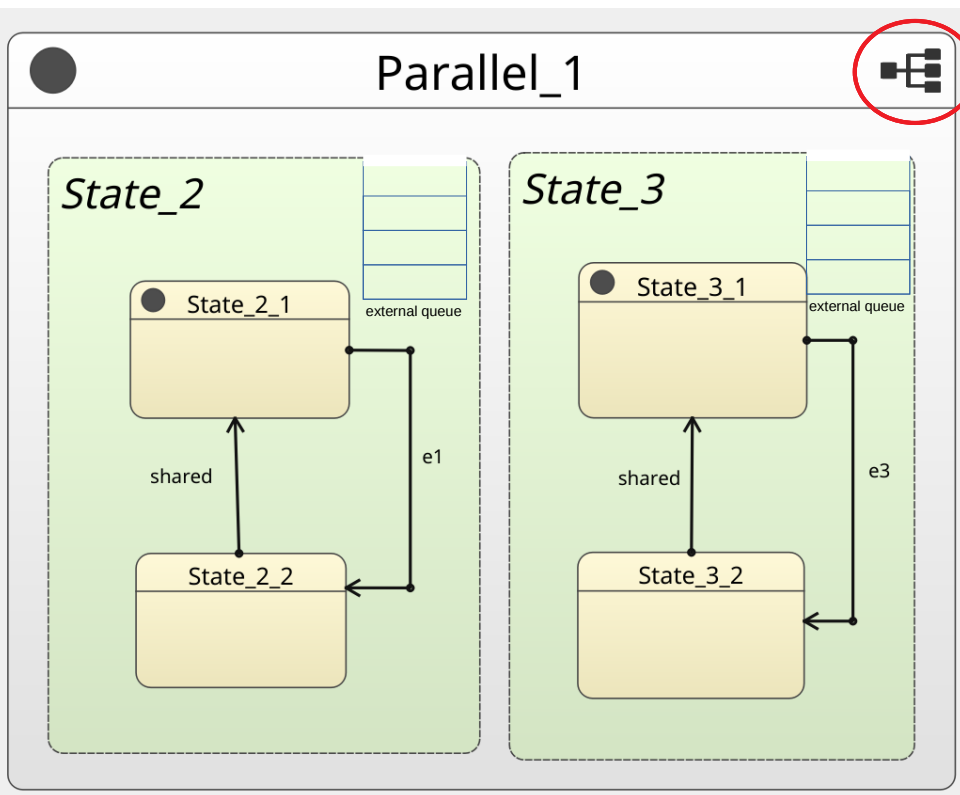 Parallel_1
State_2
external queue
State_2_1
shared
e1
State_2_2
State_3
external queue
State_3_1
shared
e3
State_3_2